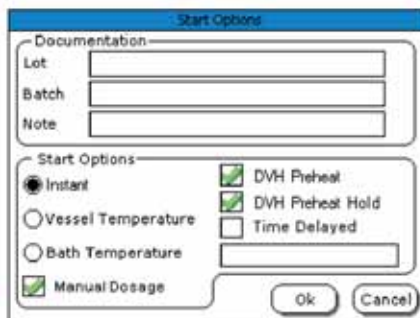 Start Options
Documentation
Lot
Batch
Note
Start Options
Instant
Vessel Temperature
Bath Temperature
Manual Dosage
DVH Preheat
DVH Preheat Hold
Time Delayed
Ok
Cancel